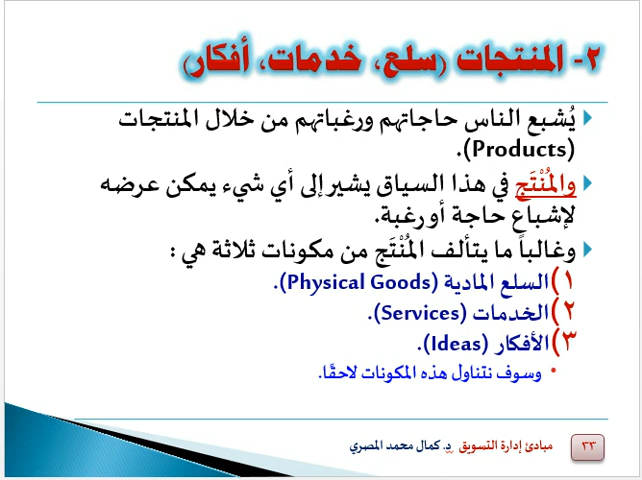 ٢- المنتجات (سلع، خدمات، أفكار)
يُشبع الناس حاجاتهم ورغباتهم من خلال المنتجات
(Products).
والمُنْتَج في هذا السياق يشير إلى أي شيء يمكن عرضه
لإشباع حاجة أو رغبة.
وغالباً ما يتألف المُنْتَج من مكونات ثلاثة هي :
١) السلع المادية (Physical Goods).
٢) الخدمات (Services).
٣) الأفكار (Ideas).
• وسوف نتناول هذه المكونات لاحقًا.
مبادئ إدارة التسويق د. كمال محمد المصري
٣٣